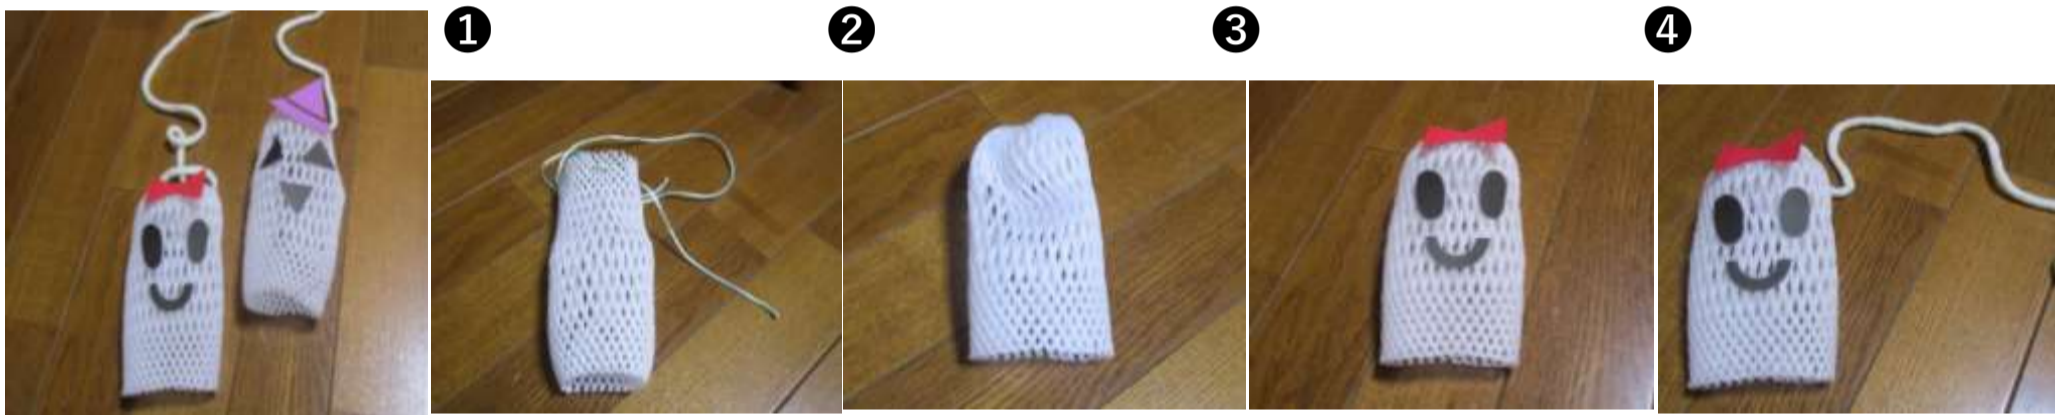 ❶ ❷ ❸ ❹